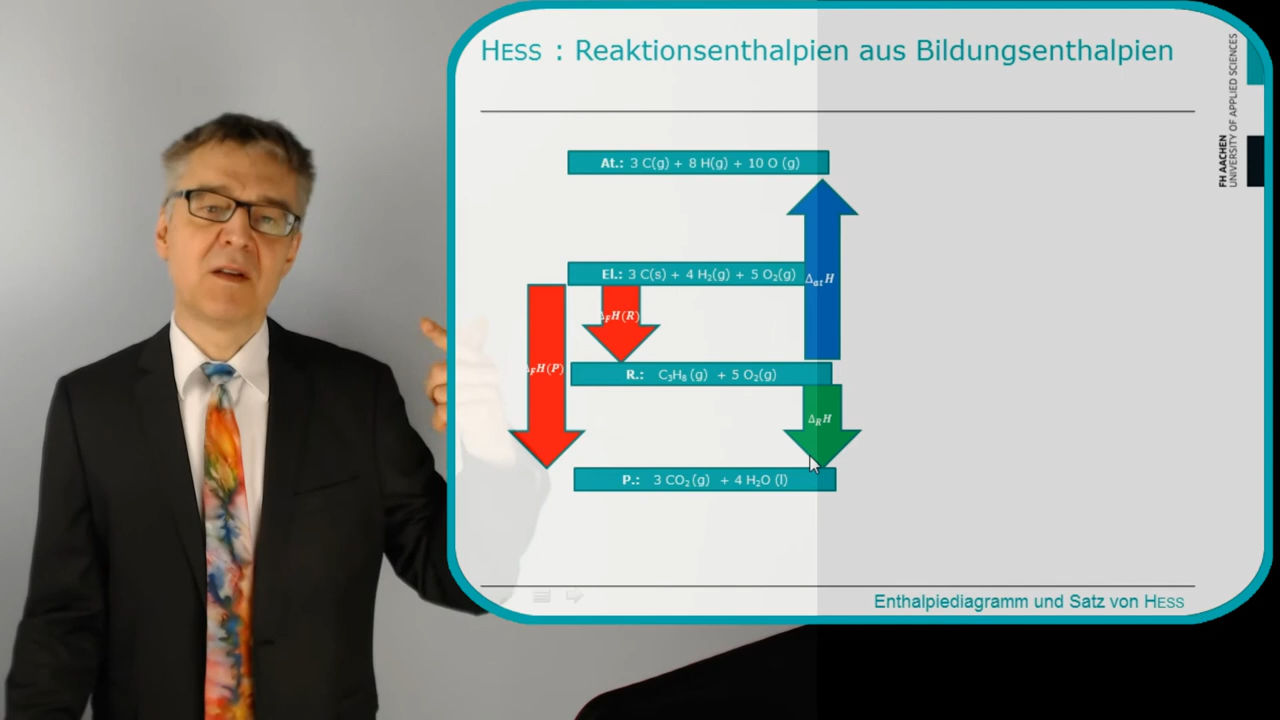 HESS : Reaktionsenthalpien aus Bildungsenthalpien
FH AACHEN
UNIVERSITY OF APPLIED SCIENCES
At.: 3 C(g) + 8 H(g) + 10 O (g)
El.: 3 C(s) + 4 H₂(g) + 5 O₂(g)
ΔₐₜH
ΔFH(R)
ΔFH(P)
R.: C₃H₈ (g) + 5 O₂(g)
ΔRH
P.: 3 CO₂ (g) + 4 H₂O (l)
Enthalpiediagramm und Satz von HESS